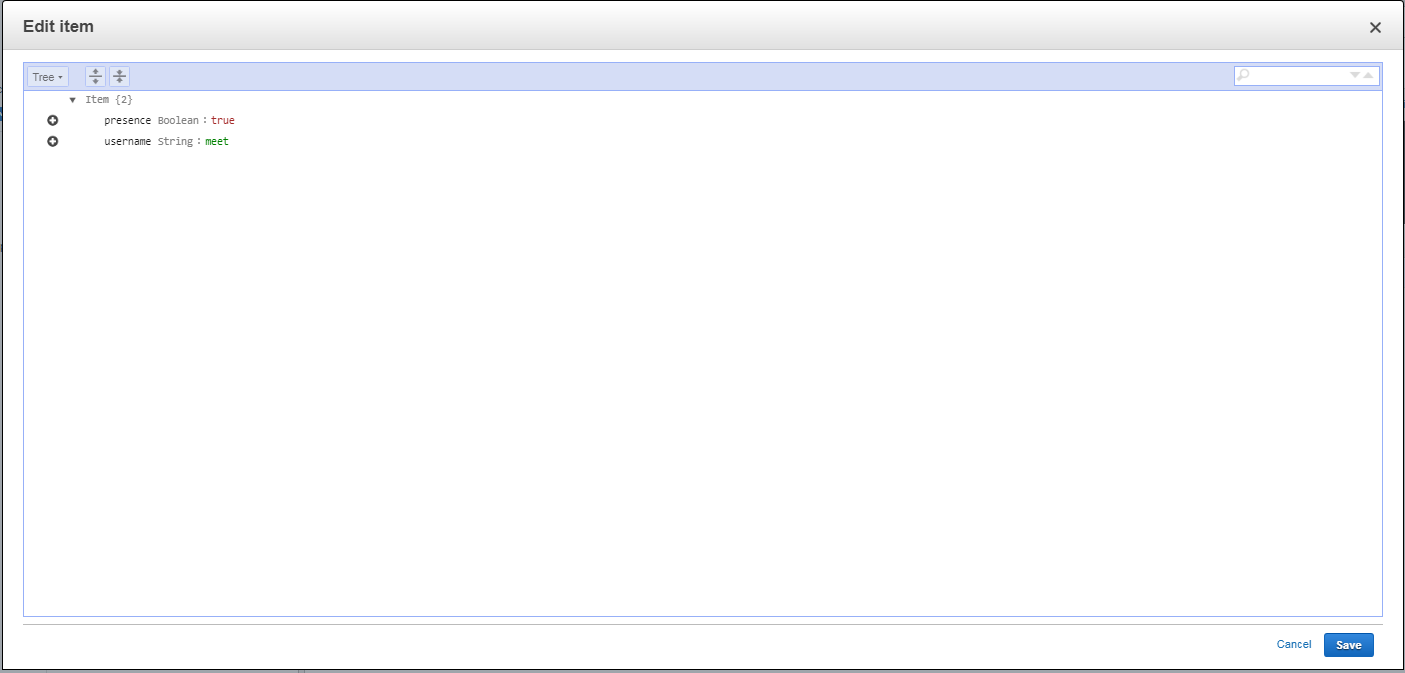 Edit item
Tree
Item {2}
presence Boolean : true
username String : meet
Cancel Save